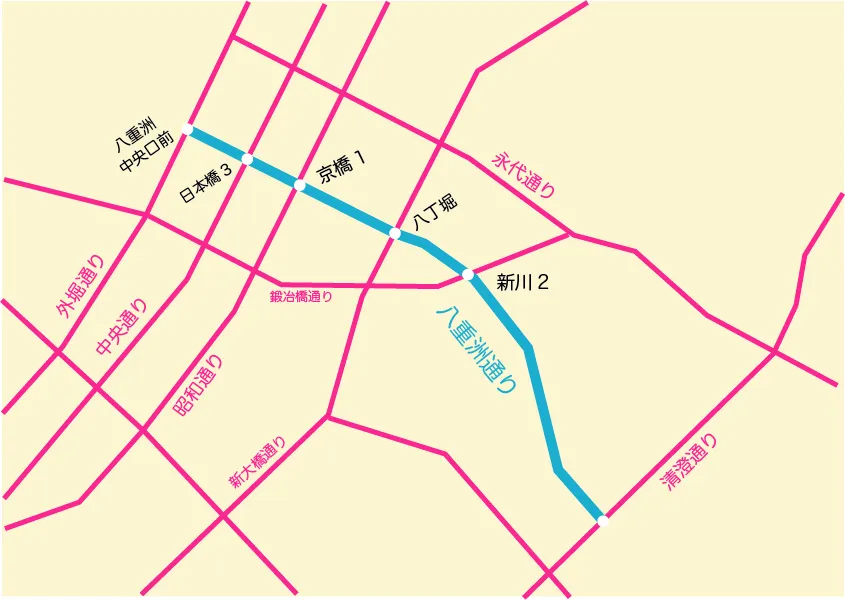 八重洲
中央口前
日本橋3
京橋1
八丁堀
永代通り
新川2
外堀通り
中央通り
昭和通り
鍛冶橋通り
八重洲通り
新大橋通り
清澄通り